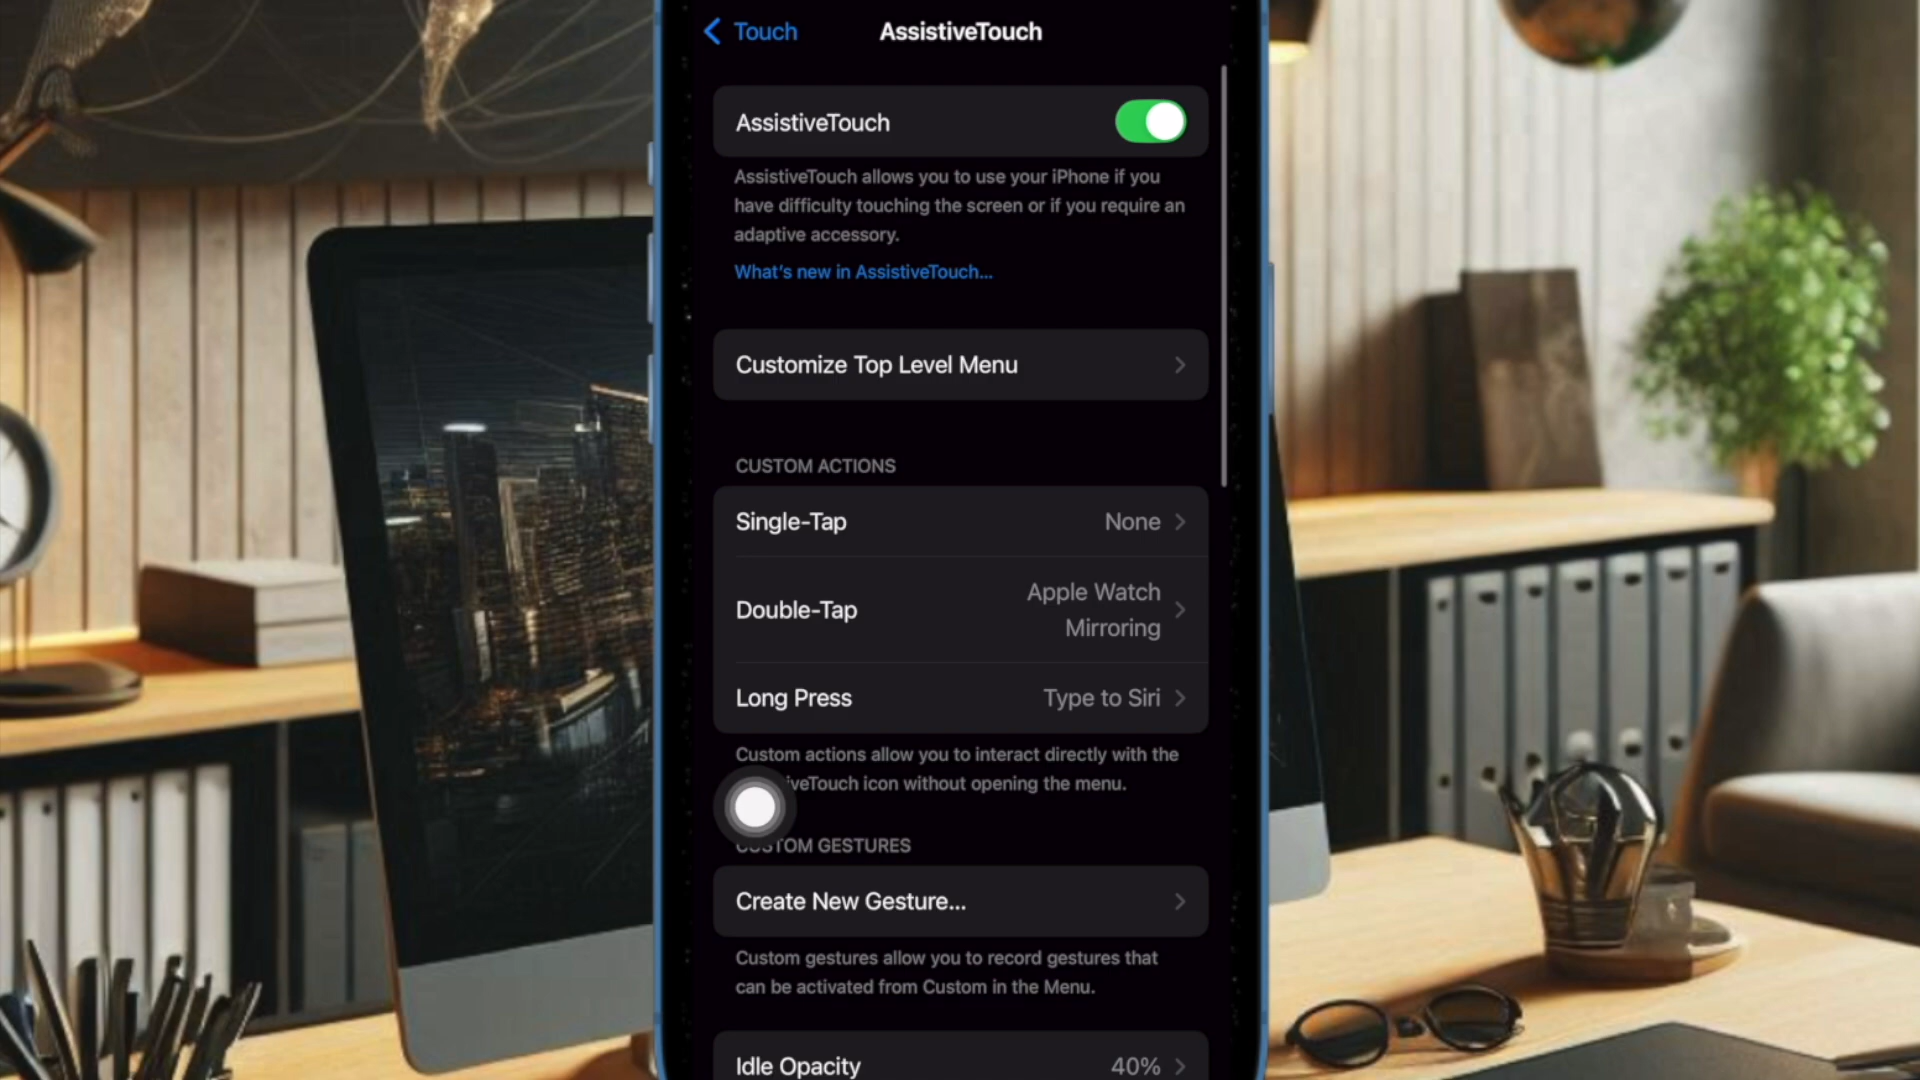 Touch
AssistiveTouch
AssistiveTouch
AssistiveTouch allows you to use your iPhone if you
have difficulty touching the screen or if you require an
adaptive accessory.
What's new in AssistiveTouch...
Customize Top Level Menu
CUSTOM ACTIONS
Single-Tap None
Double-Tap Apple Watch
Mirroring
Long Press Type to Siri
Custom actions allow you to interact directly with the
iveTouch icon without opening the menu.
CUSTOM GESTURES
Create New Gesture...
Custom gestures allow you to record gestures that
can be activated from Custom in the Menu.
Idle Opacity 40%